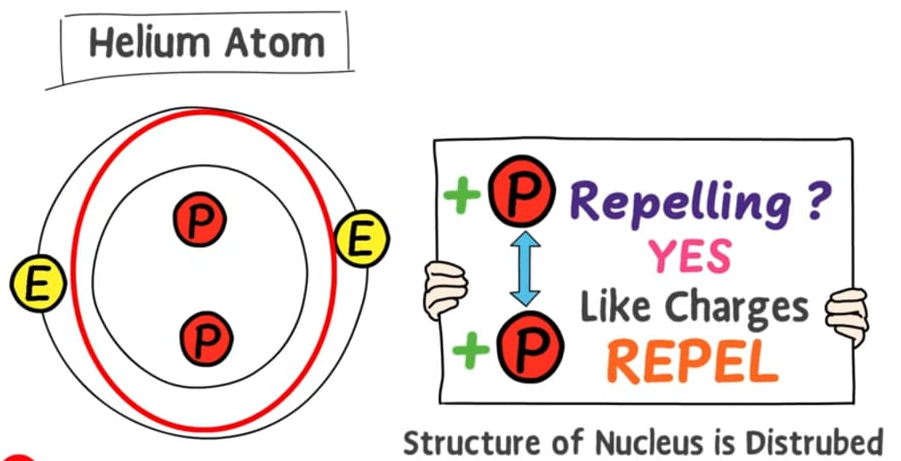 Helium Atom
P
P
E
E
+ P
Repelling ?
YES
Like Charges
+ P
REPEL
Structure of Nucleus is Distrubed